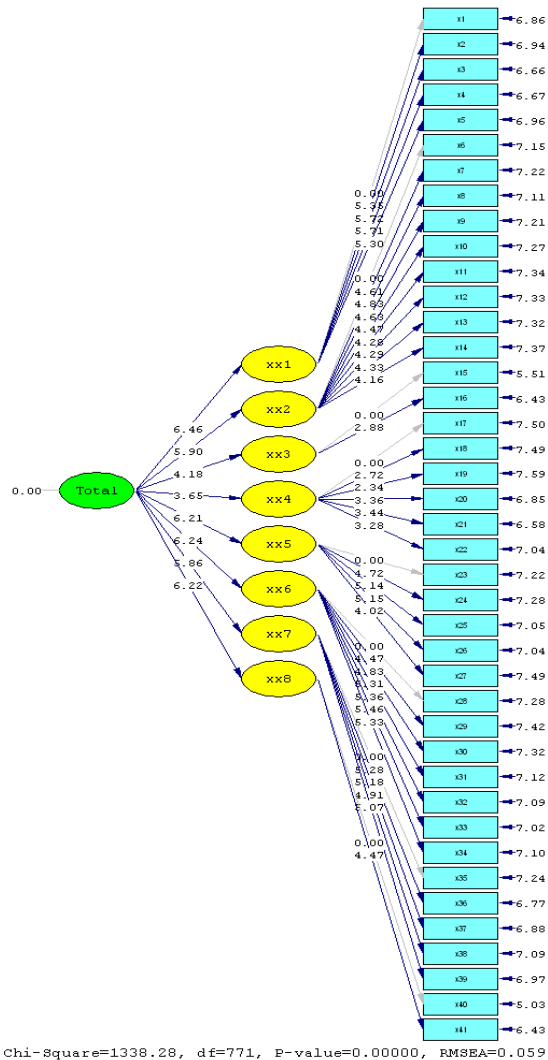 x1 6.86
x2 6.94
x3 6.66
x4 6.67
x5 6.96
x6 7.15
x7 7.22
x8 7.11
x9 7.21
x10 7.27
x11 7.34
x12 7.33
x13 7.32
x14 7.37
x15 5.51
x16 6.43
x17 7.50
x18 7.49
x19 7.59
x20 6.85
x21 6.58
x22 7.04
x23 7.22
x24 7.28
x25 7.05
x26 7.04
x27 7.49
x28 7.28
x29 7.42
x30 7.32
x31 7.12
x32 7.09
x33 7.02
x34 7.10
x35 7.24
x36 6.77
x37 6.88
x38 7.09
x39 6.97
x40 5.03
x41 6.43
0.00
5.35
5.72
5.71
5.30
0.00
4.61
4.83
4.63
4.47
4.28
4.29
4.33
4.16
0.00
2.88
0.00
2.72
2.34
3.36
3.44
3.28
0.00
4.72
5.14
5.15
4.02
0.00
4.47
4.83
5.36
5.46
5.33
0.00
5.28
5.18
4.91
0.00
4.47
xx1
xx2
xx3
xx4
xx5
xx6
xx7
xx8
6.46
5.90
4.18
3.65
6.21
6.24
5.86
6.22
0.00 Total
Chi-Square=1338.28, df=771, P-value=0.00000, RMSEA=0.059